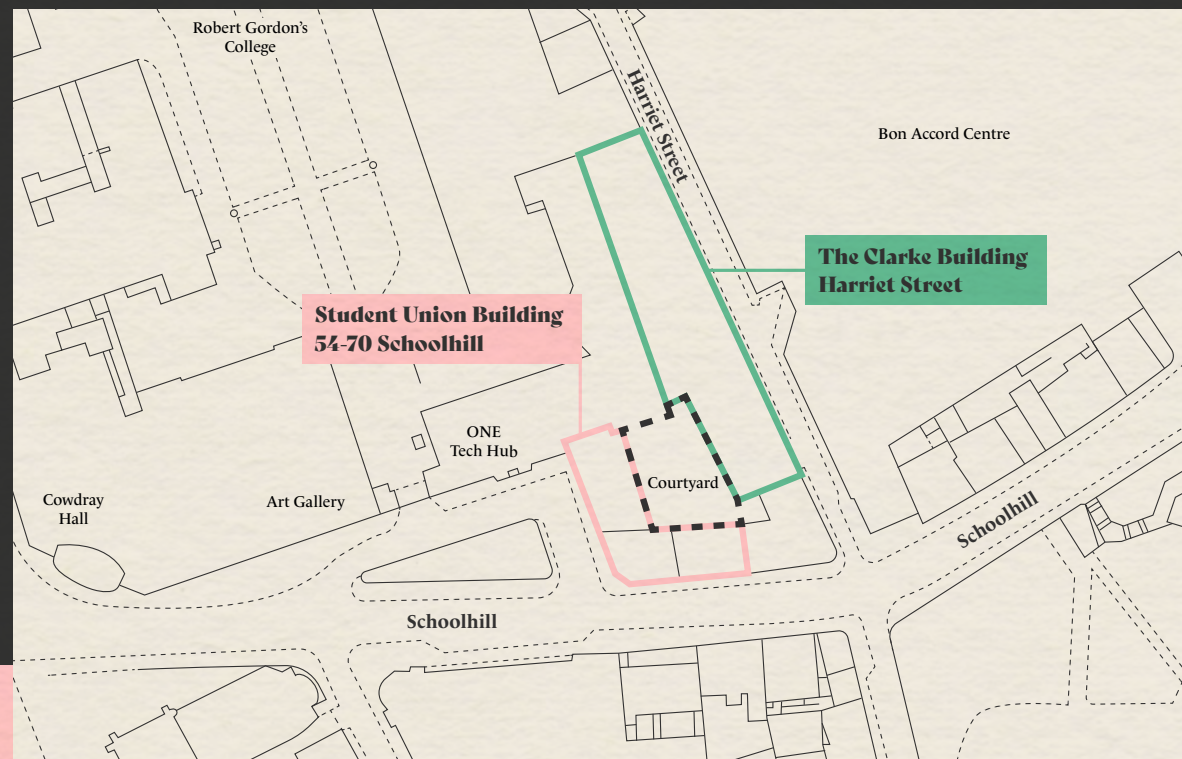 Robert Gordon's
College
Harriet Street
Bon Accord Centre
The Clarke Building
Harriet Street
Student Union Building
54-70 Schoolhill
ONE
Tech Hub
Courtyard
Cowdray
Hall
Art Gallery
Schoolhill
Schoolhill